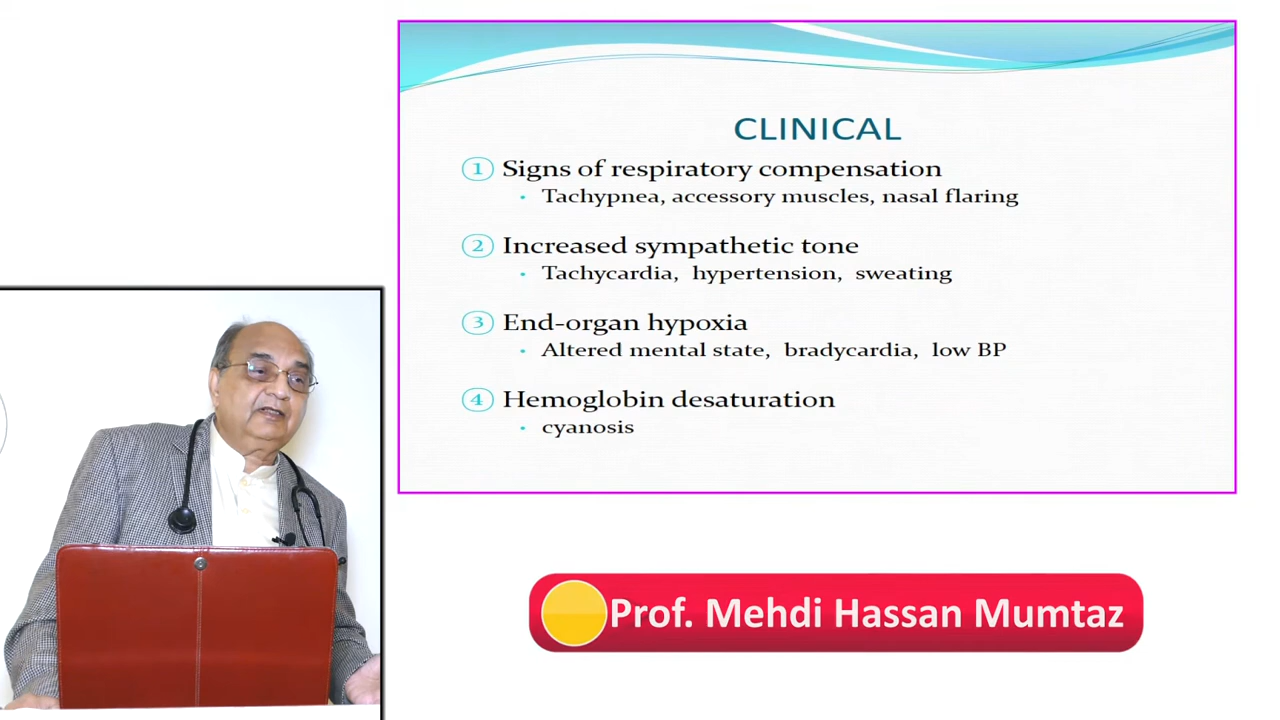 CLINICAL
1 Signs of respiratory compensation
• Tachypnea, accessory muscles, nasal flaring
2 Increased sympathetic tone
• Tachycardia, hypertension, sweating
3 End-organ hypoxia
• Altered mental state, bradycardia, low BP
4 Hemoglobin desaturation
• cyanosis
Prof. Mehdi Hassan Mumtaz